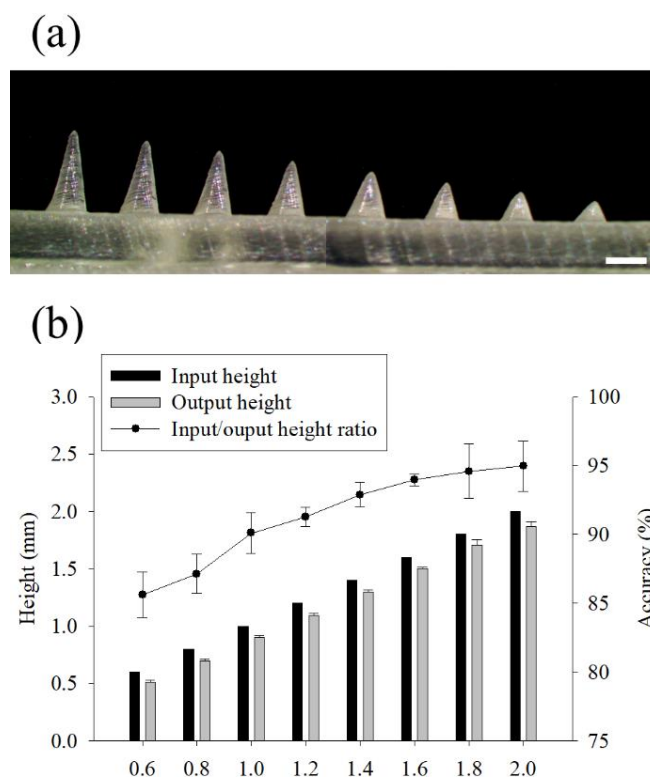 (a)
(b)
Input height
Output height
Input/ouput height ratio
3.0
2.5
2.0
1.5
1.0
0.5
0.0
Height (mm)
100
95
90
85
80
75
Accuracy (%)
0.6 0.8 1.0 1.2 1.4 1.6 1.8 2.0